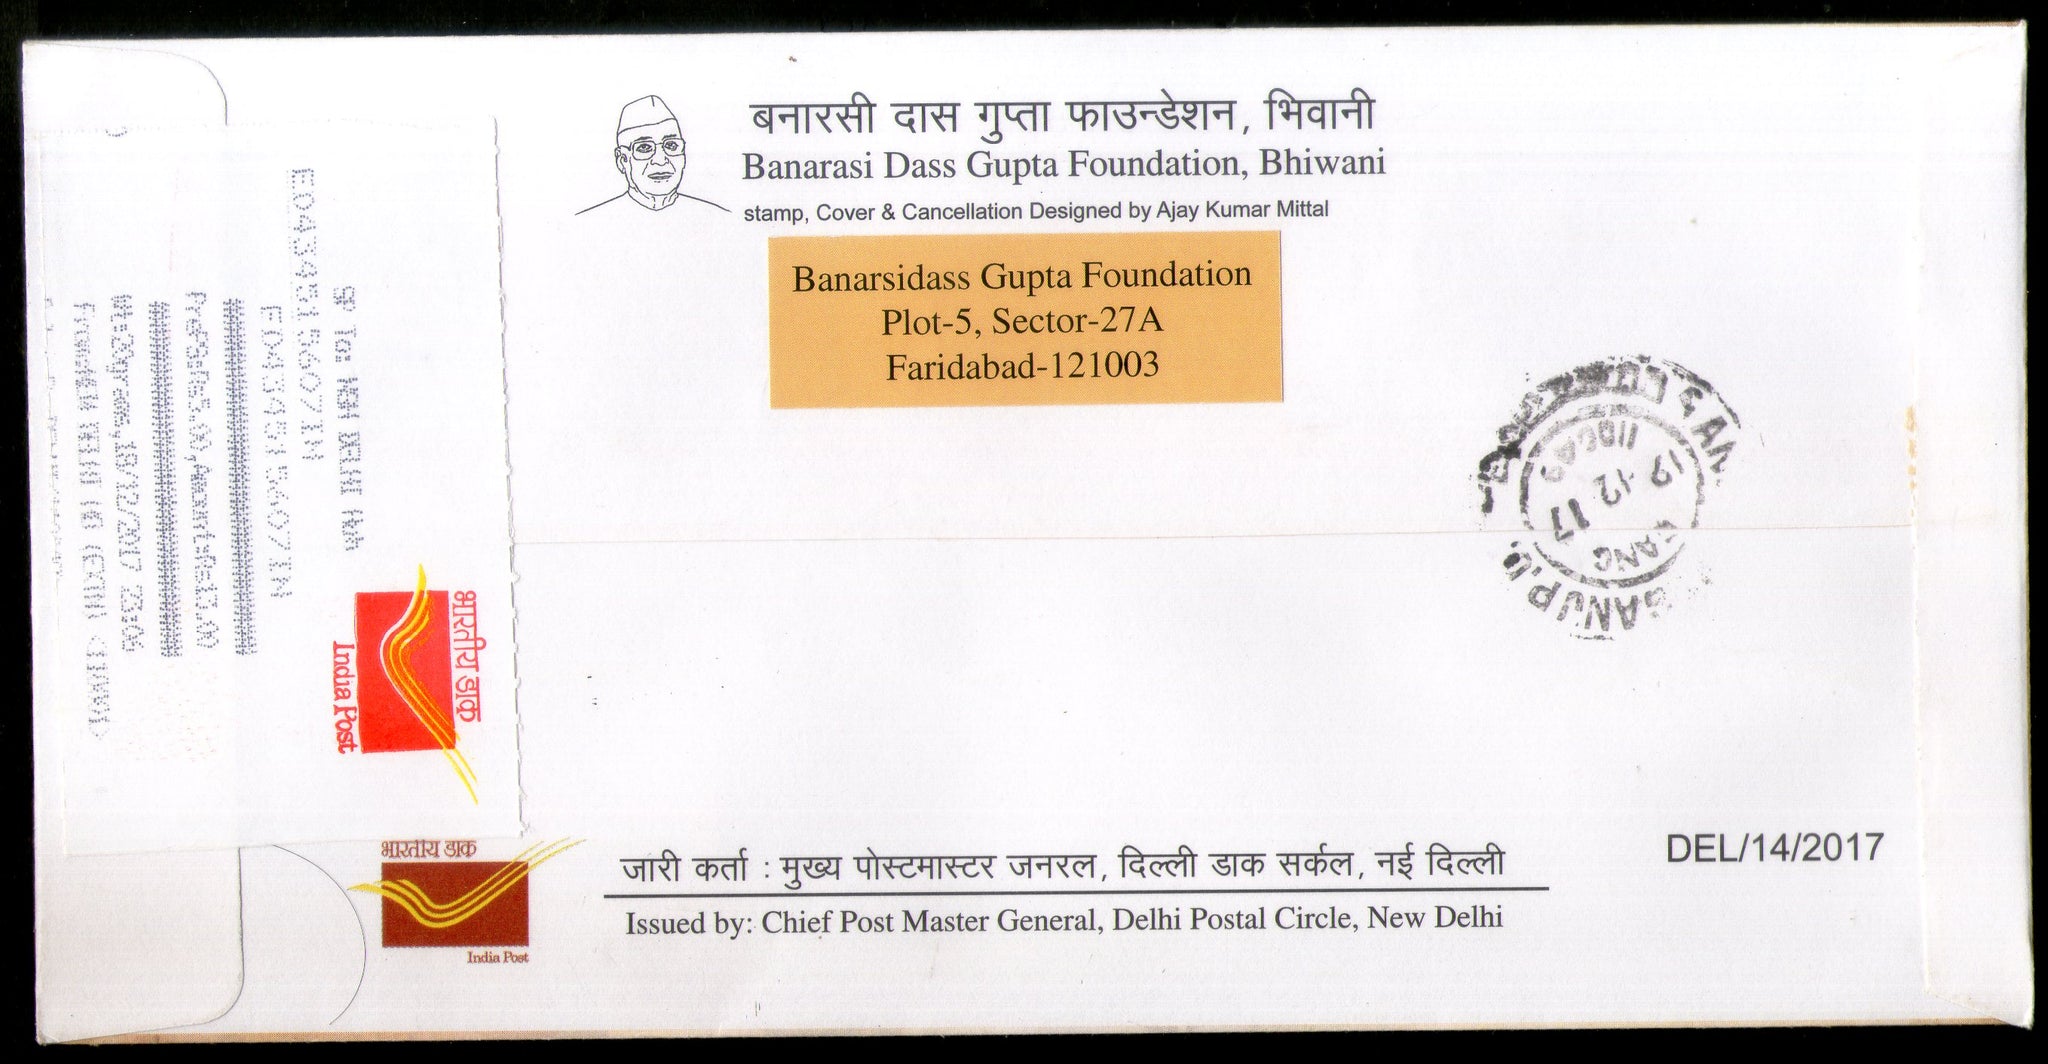 बनारसी दास गुप्ता फाउन्डेशन, भिवानी
Banarasi Dass Gupta Foundation, Bhiwani
stamp, Cover & Cancellation Designed by Ajay Kumar Mittal
Banarsidass Gupta Foundation
Plot-5, Sector-27A
Faridabad-121003
19 12 17
E0434515607IN
E0434515607IN
भारतीय डाक
India Post
भारतीय डाक
India Post
जारी कर्ता : मुख्य पोस्टमास्टर जनरल, दिल्ली डाक सर्कल, नई दिल्ली
Issued by: Chief Post Master General, Delhi Postal Circle, New Delhi
DEL/14/2017